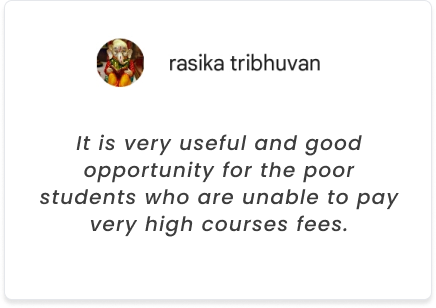 rasika tribhuvan
It is very useful and good
opportunity for the poor
students who are unable to pay
very high courses fees.